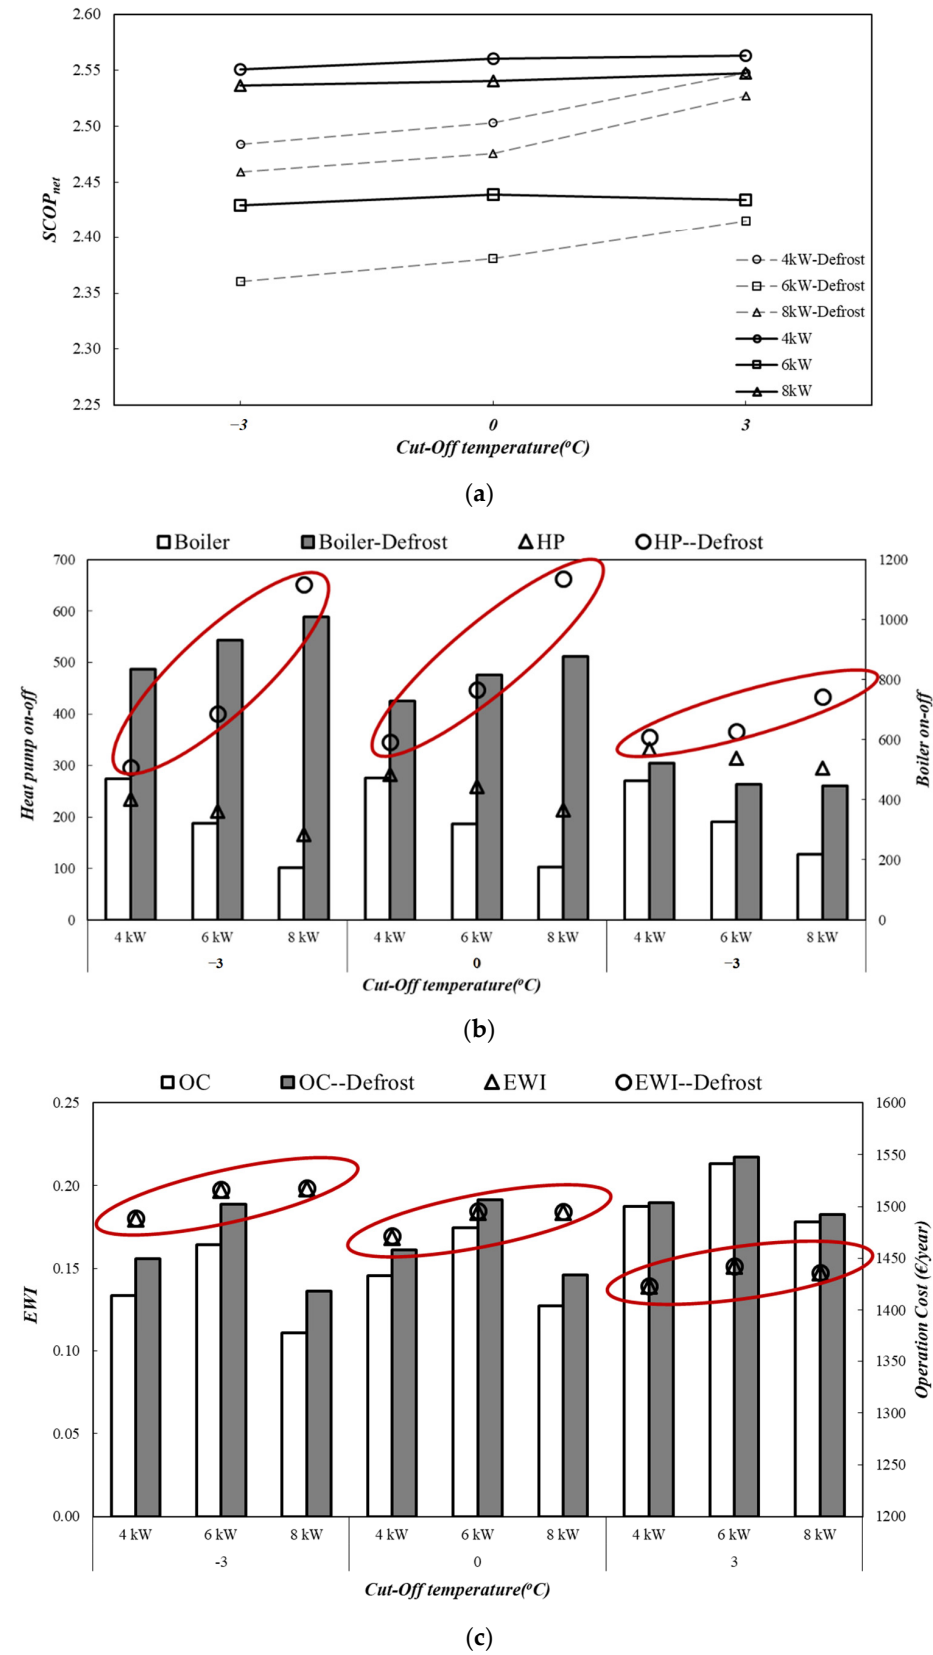 2.60
2.55
2.50
2.45
2.40
2.35
2.30
2.25
SCOPnet
4kW-Defrost
6kW-Defrost
8kW-Defrost
4kW
6kW
8kW
−3 0 3
Cut-Off temperature(oC)
(a)
Boiler Boiler-Defrost HP HP--Defrost
700
600
500
400
300
200
100
0
Heat pump on-off
1200
1000
800
600
400
200
0
Boiler on-off
4 kW 6 kW 8 kW 4 kW 6 kW 8 kW 4 kW 6 kW 8 kW
−3 0 −3
Cut-Off temperature(oC)
(b)
OC OC--Defrost EWI EWI--Defrost
0.25
0.20
0.15
0.10
0.05
0.00
EWI
1600
1550
1500
1450
1400
1350
1300
1250
1200
Operation Cost (€/year)
4 kW 6 kW 8 kW 4 kW 6 kW 8 kW 4 kW 6 kW 8 kW
-3 0 3
Cut-Off temperature(oC)
(c)